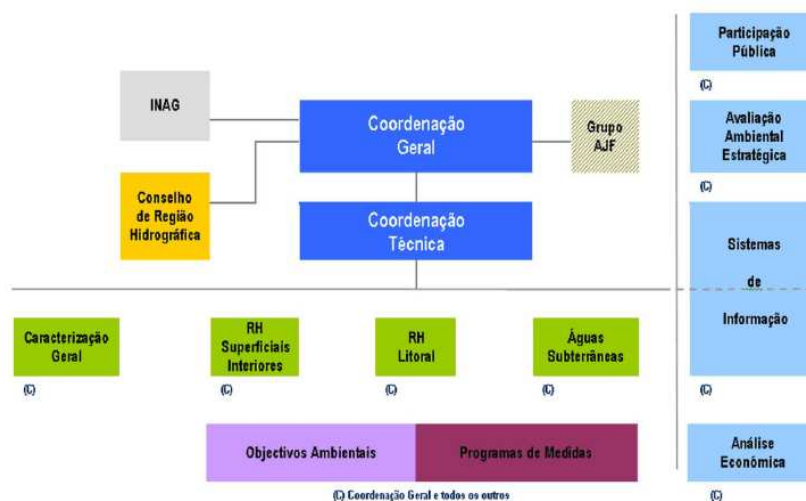 Participação
Pública
(C)
INAG
Coordenação
Geral
Grupo
AJF
Avaliação
Ambiental
Estratégica
(C)
Conselho
de Região
Hidrográfica
Coordenação
Técnica
Sistemas
de
Informação
(C)
Caracterização
Geral
(C)
RH
Superficiais
Interiores
(C)
RH
Litoral
(C)
Águas
Subterrâneas
(C)
Objectivos Ambientais
Programas de Medidas
Análise
Económica
(C)
(C) Coordenação Geral e todos os outros